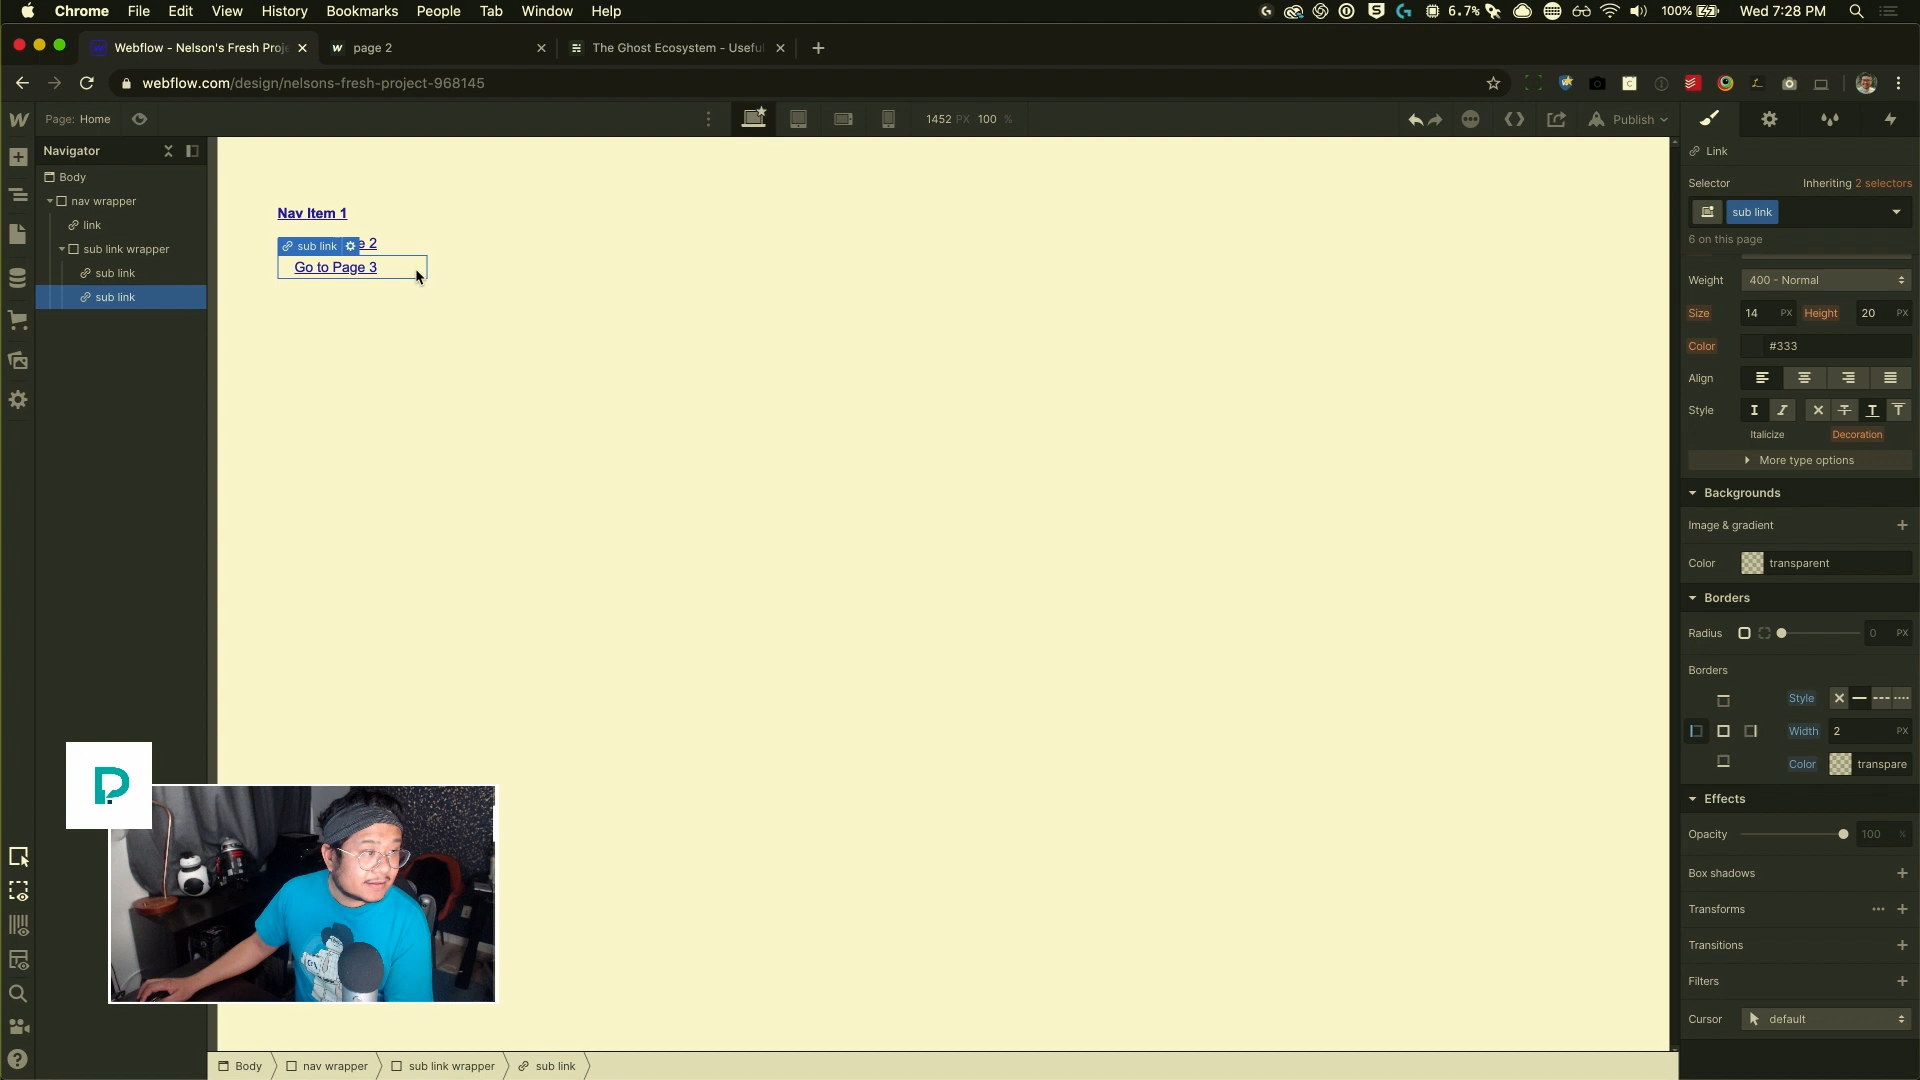 Chrome File Edit View History Bookmarks People Tab Window Help
6.7% 100% Wed 7:28 PM
Webflow - Nelson's Fresh Proj
page 2
The Ghost Ecosystem - Useful
webflow.com/design/nelsons-fresh-project-968145
Page: Home
1452 PX 100 %
Publish
Navigator
Body
nav wrapper
link
sub link wrapper
sub link
sub link
Nav Item 1
sub link
e 2
Go to Page 3
Link
Selector
Inheriting 2 selectors
sub link
6 on this page
Weight 400 - Normal
Size 14 PX Height 20 PX
Color #333
Align
Style
Italicize Decoration
More type options
Backgrounds
Image & gradient
Color transparent
Borders
Radius 0 PX
Borders
Style
Width 2 PX
Color transpare
Effects
Opacity 100 %
Box shadows
Transforms
Transitions
Filters
Cursor default
Body nav wrapper sub link wrapper sub link